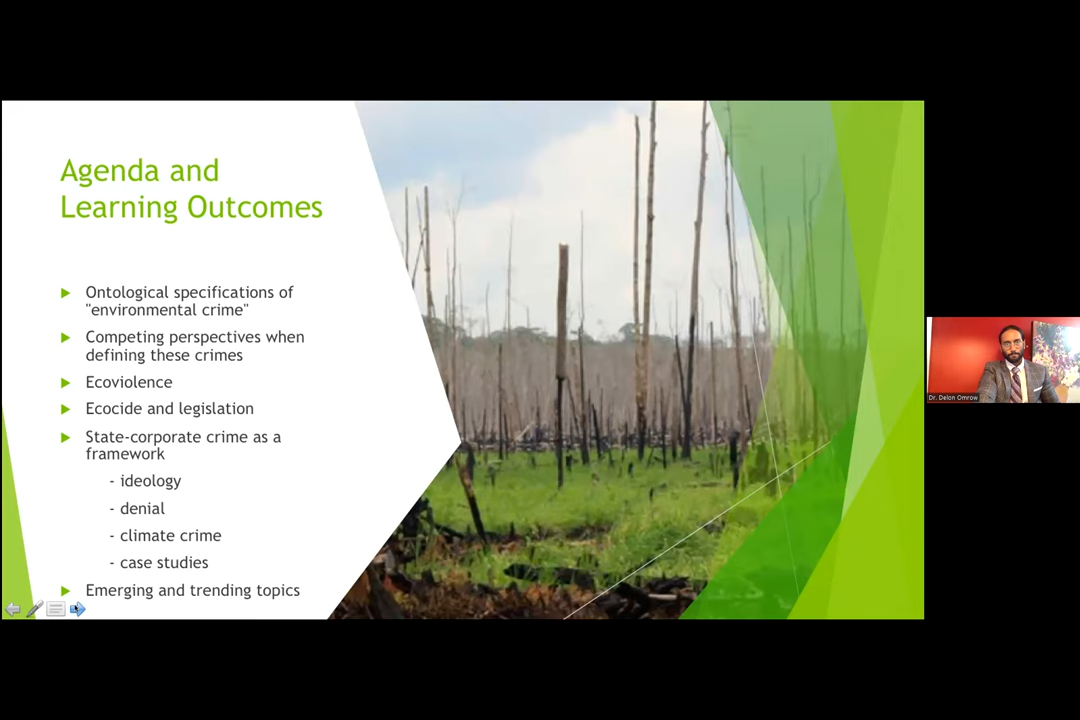 Agenda and
Learning Outcomes
Ontological specifications of
"environmental crime"
Competing perspectives when
defining these crimes
Ecoviolence
Ecocide and legislation
State-corporate crime as a
framework
- ideology
- denial
- climate crime
- case studies
Emerging and trending topics
Dr. Delon Omrow